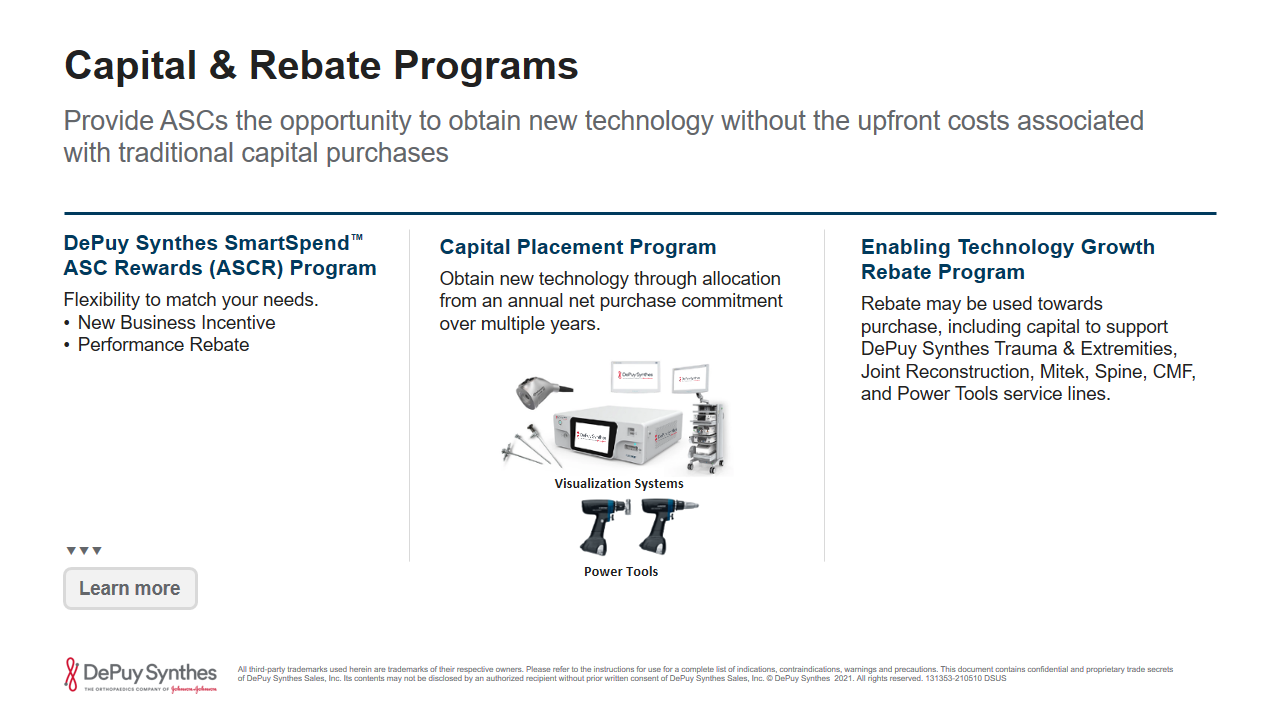 Capital & Rebate Programs
Provide ASCs the opportunity to obtain new technology without the upfront costs associated
with traditional capital purchases
DePuy Synthes SmartSpend™
ASC Rewards (ASCR) Program
Flexibility to match your needs.
• New Business Incentive
• Performance Rebate
Capital Placement Program
Obtain new technology through allocation
from an annual net purchase commitment
over multiple years.
DePuy Synthes
DePuy Synthes
DePuy Synthes
DePuy Synthes
Visualization Systems
Power Tools
Enabling Technology Growth
Rebate Program
Rebate may be used towards
purchase, including capital to support
DePuy Synthes Trauma & Extremities,
Joint Reconstruction, Mitek, Spine, CMF,
and Power Tools service lines.
Learn more
DePuy Synthes
THE ORTHOPAEDICS COMPANY OF Johnson & Johnson
All third-party trademarks used herein are trademarks of their respective owners. Please refer to the instructions for use for a complete list of indications, contraindications, warnings and precautions. This document contains confidential and proprietary trade secrets
of DePuy Synthes Sales, Inc. Its contents may not be disclosed by an authorized recipient without prior written consent of DePuy Synthes Sales, Inc. © DePuy Synthes 2021. All rights reserved. 131353-210510 DSUS